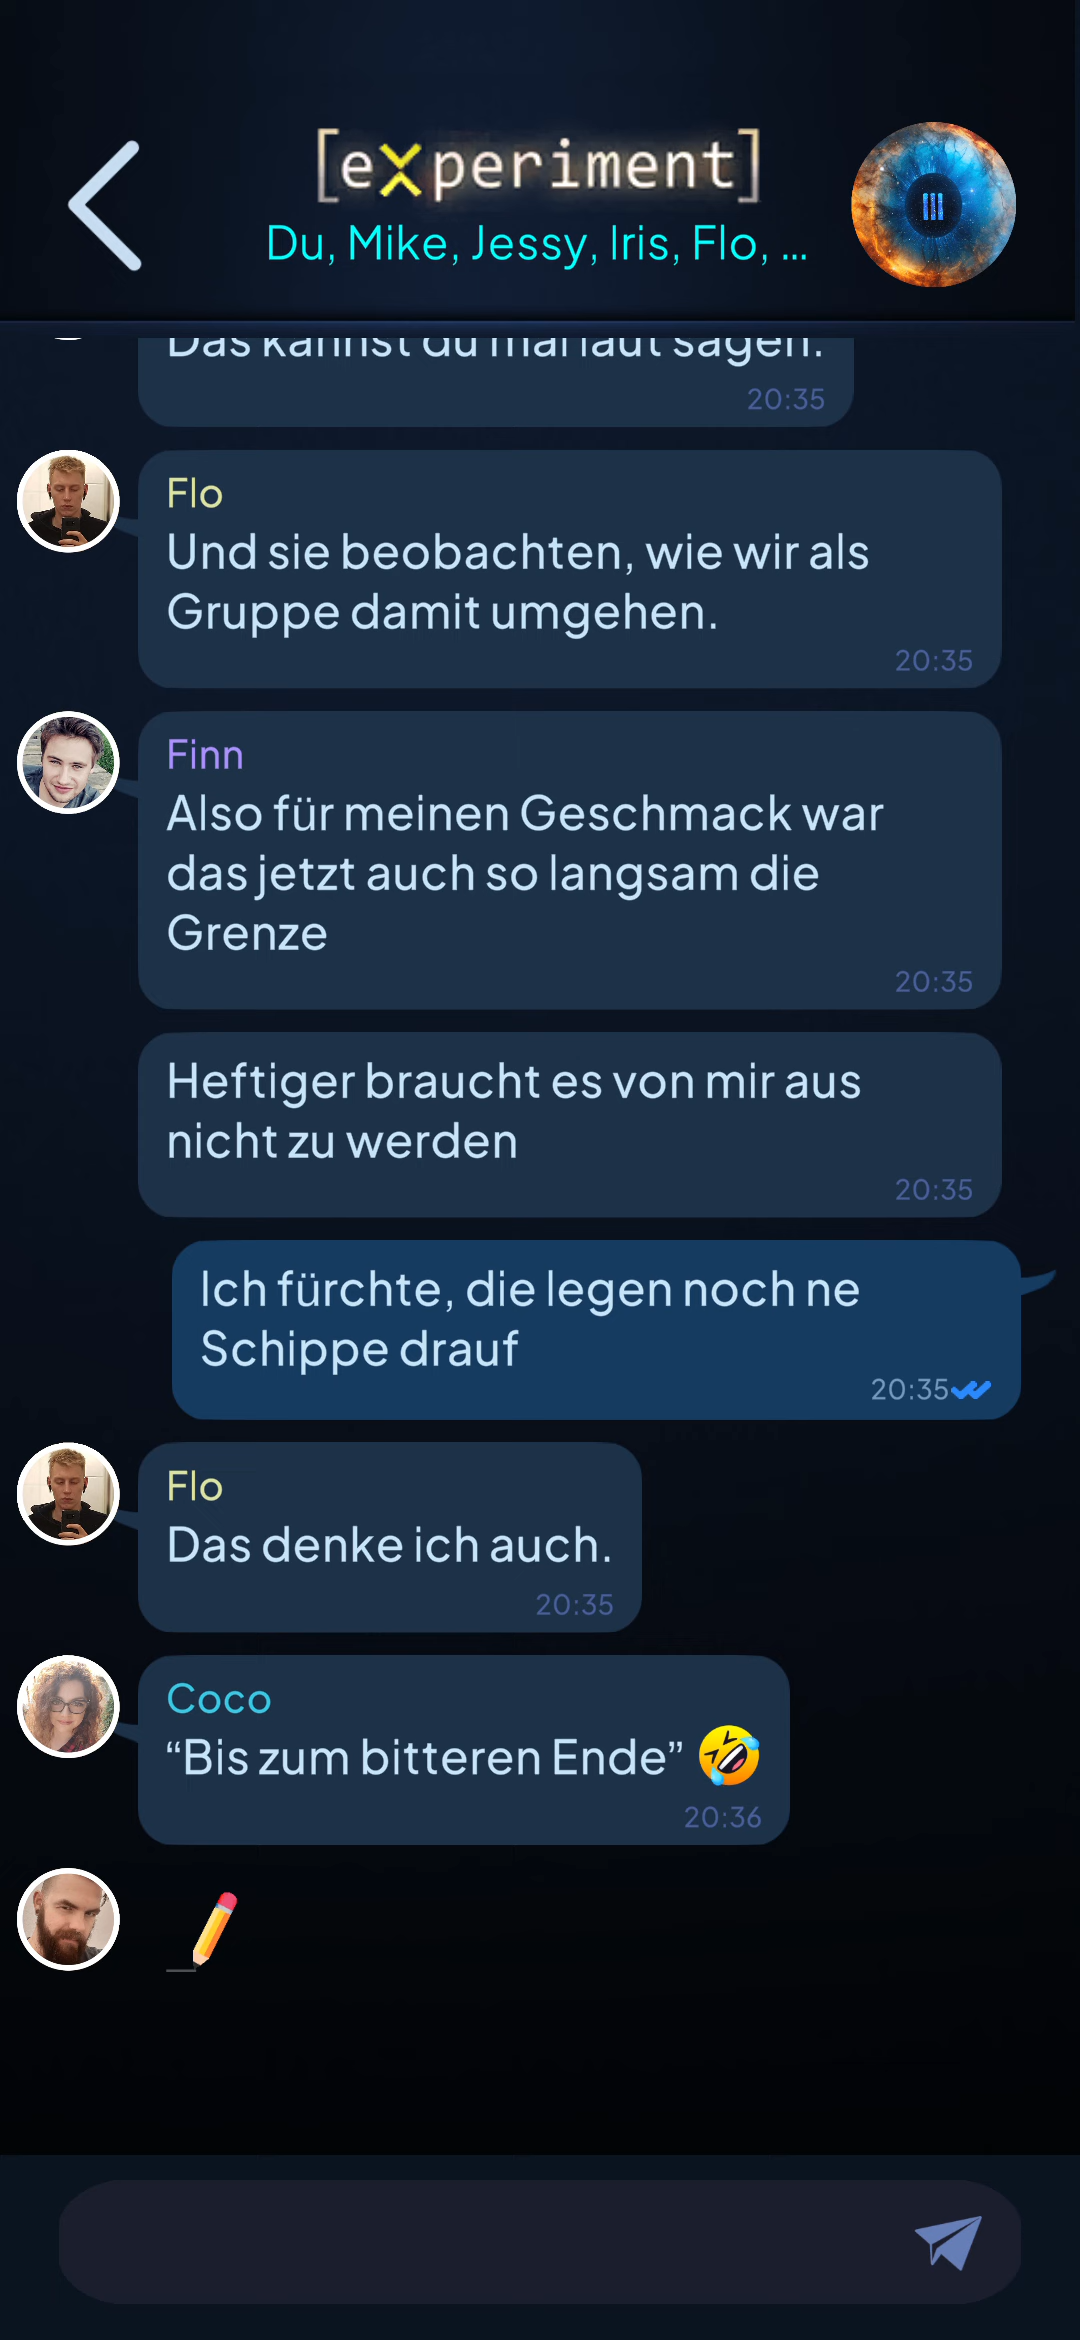 [experiment]
Du, Mike, Jessy, Iris, Flo, ...
Das kannst du mal laut sagen.
20:35
Flo
Und sie beobachten, wie wir als
Gruppe damit umgehen.
20:35
Finn
Also für meinen Geschmack war
das jetzt auch so langsam die
Grenze
20:35
Heftiger braucht es von mir aus
nicht zu werden
20:35
Ich fürchte, die legen noch ne
Schippe drauf
20:35
Flo
Das denke ich auch.
20:35
Coco
“Bis zum bitteren Ende” 🤣
20:36